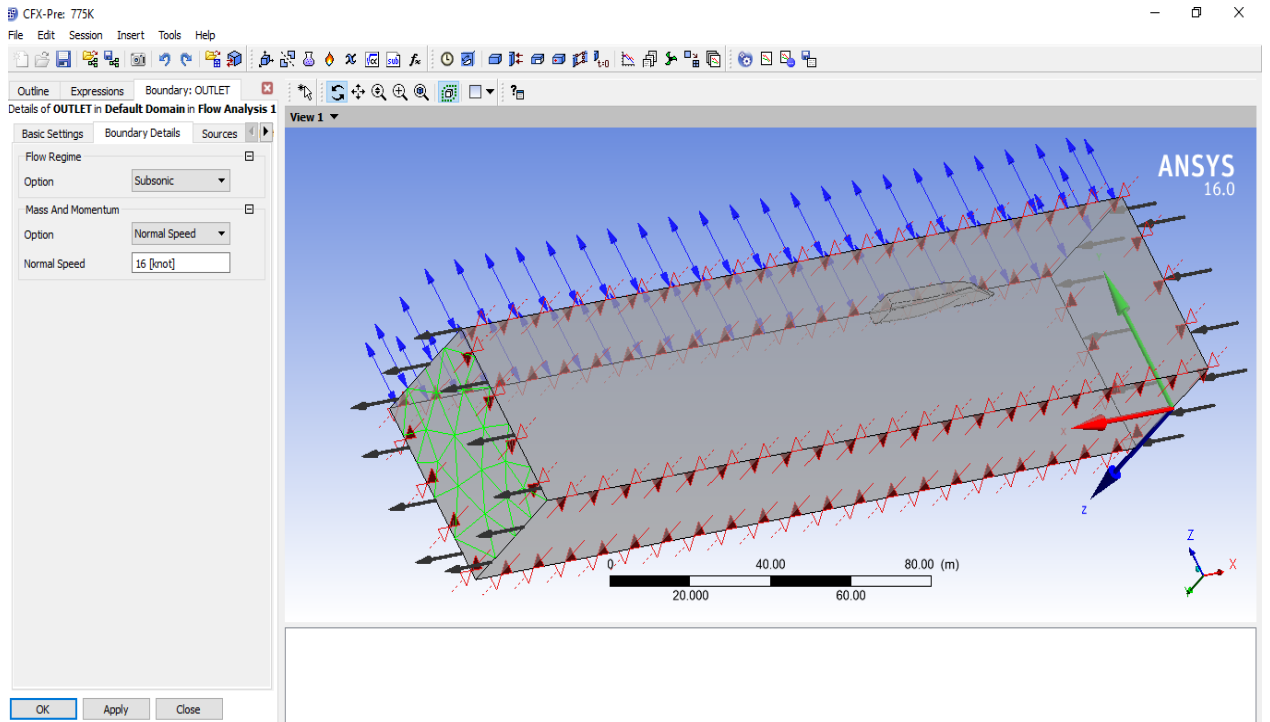 CFX-Pre: 775K
File Edit Session Insert Tools Help
Outline Expressions Boundary: OUTLET
Details of OUTLET in Default Domain in Flow Analysis 1
Basic Settings Boundary Details Sources
Flow Regime
Option Subsonic
Mass And Momentum
Option Normal Speed
Normal Speed 16 [knot]
OK Apply Close
View 1
ANSYS
16.0
Y
X
Z
0 40.00 80.00 (m)
20.000 60.00
Z
X
Y